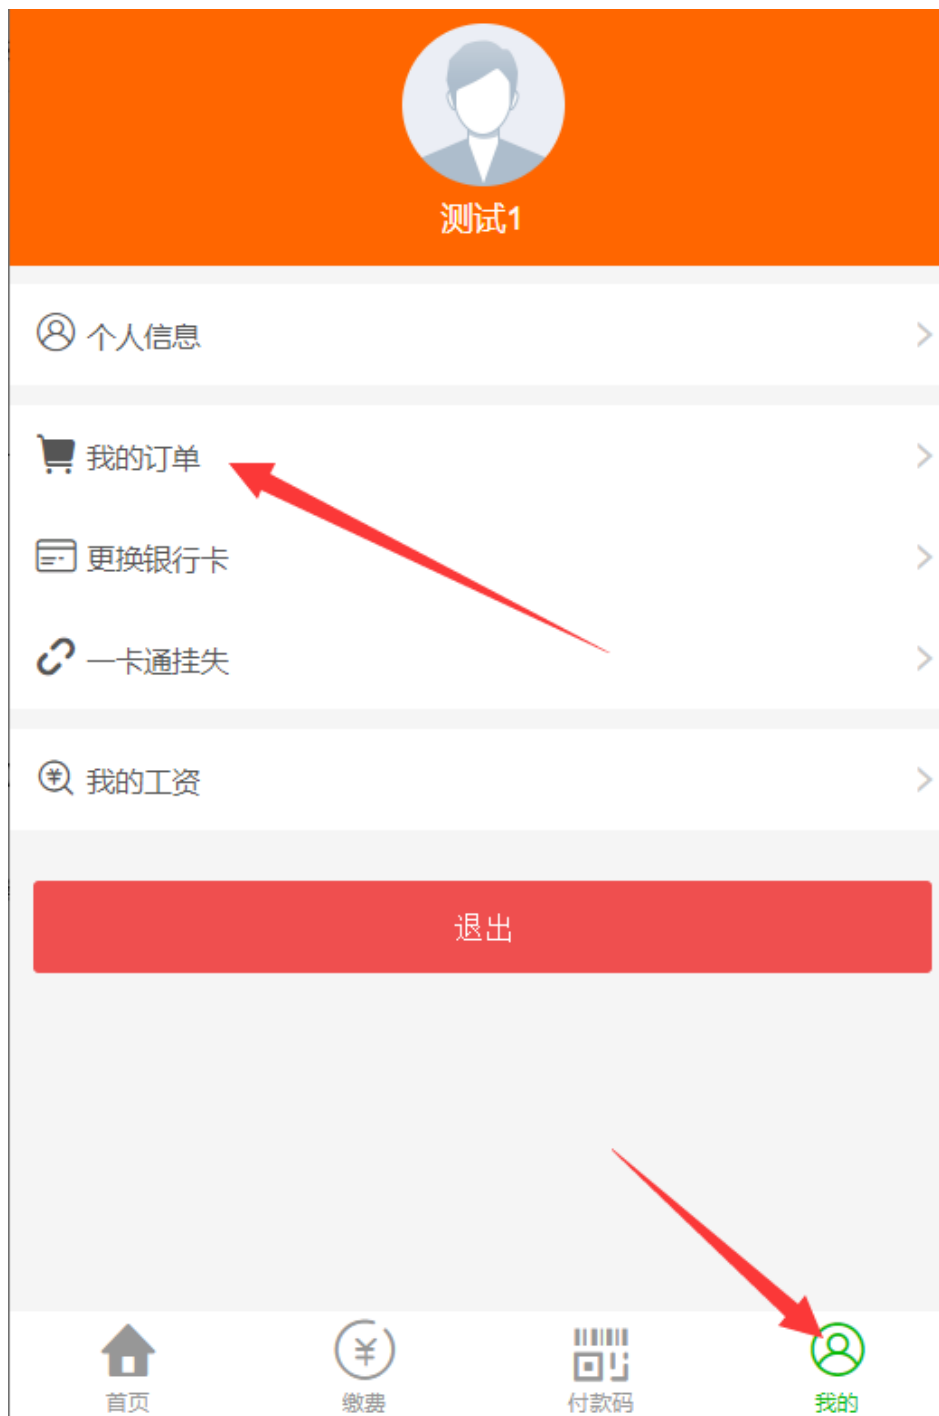 测试1
个人信息
我的订单
更换银行卡
一卡通挂失
我的工资
退出
首页
缴费
付款码
我的